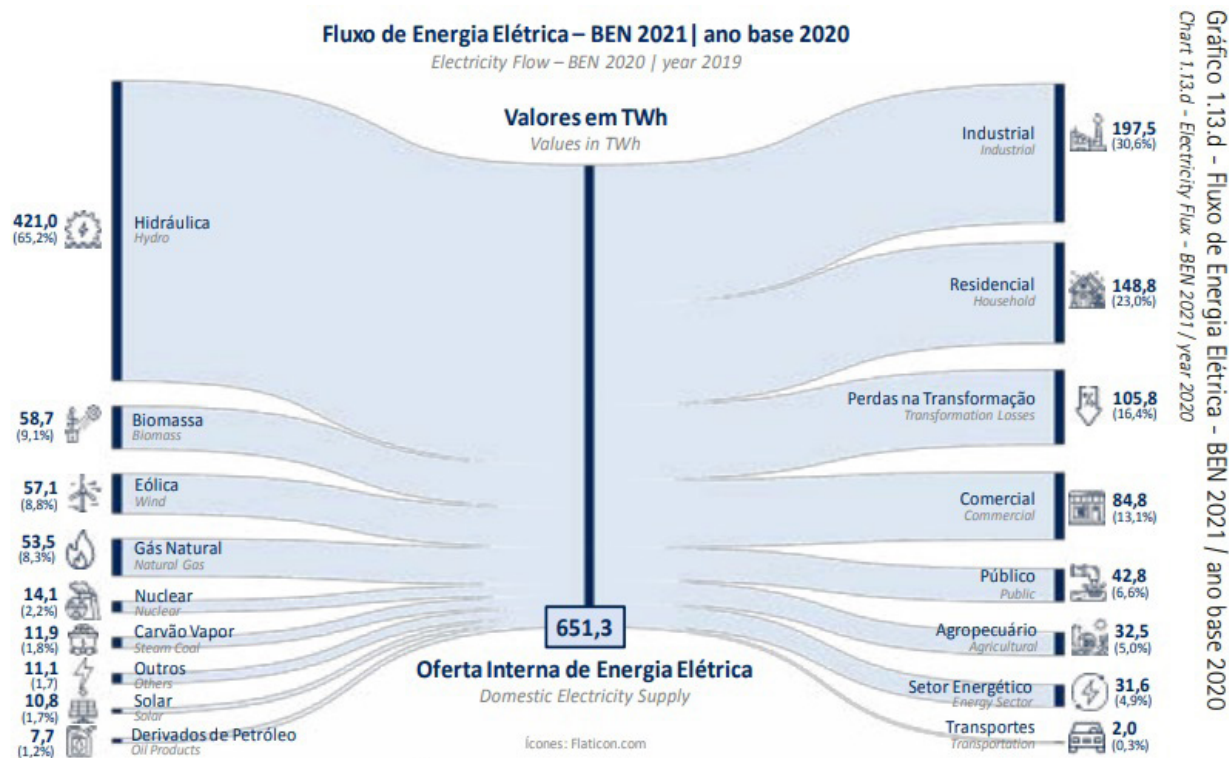 Fluxo de Energia Elétrica – BEN 2021| ano base 2020
Electricity Flow – BEN 2020 | year 2019
Valores em TWh
Values in TWh
421,0
(65,2%)
Hidráulica
Hydro
58,7
(9,1%)
Biomassa
Biomass
57,1
(8,8%)
Eólica
Wind
53,5
(8,3%)
Gás Natural
Natural Gas
14,1
(2,2%)
Nuclear
Nuclear
11,9
(1,8%)
Carvão Vapor
Steam Coal
11,1
(1,7)
Outros
Others
10,8
(1,7%)
Solar
Solar
7,7
(1,2%)
Derivados de Petróleo
Oil Products
651,3
Oferta Interna de Energia Elétrica
Domestic Electricity Supply
Ícones: Flaticon.com
Industrial
Industrial
197,5
(30,6%)
Residencial
Household
148,8
(23,0%)
Perdas na Transformação
Transformation Losses
105,8
(16,4%)
Comercial
Commercial
84,8
(13,1%)
Público
Public
42,8
(6,6%)
Agropecuário
Agricultural
32,5
(5,0%)
Setor Energético
Energy Sector
31,6
(4,9%)
Transportes
Transportation
2,0
(0,3%)
Gráfico 1.13.d – Fluxo de Energia Elétrica – BEN 2021 / ano base 2020
Chart 1.13.d – Electricity Flux – BEN 2021 / year 2020